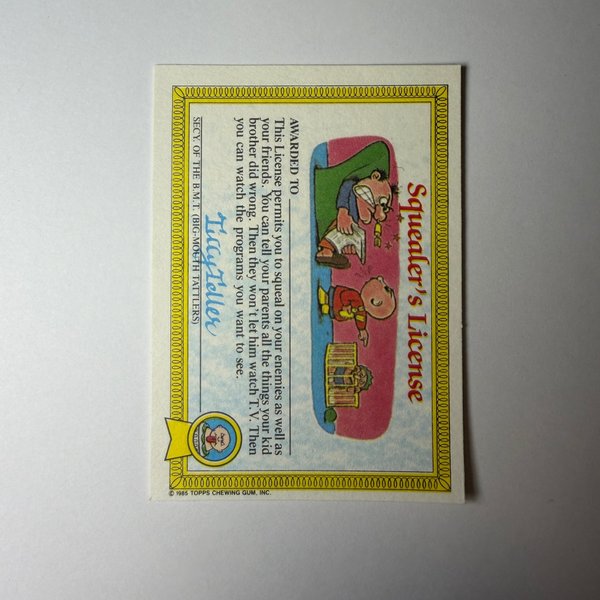 Squealer's License
AWARDED TO
This License permits you to squeal on your enemies as well as
your friends. You can tell your parents all the things your kid
brother did wrong. Then they won't let him watch T.V. Then
you can watch the programs you want to see.
Tilly Teller
SECY. OF THE B.M.T. (BIG-MOUTH TATTLERS)
© 1985 TOPPS CHEWING GUM, INC.